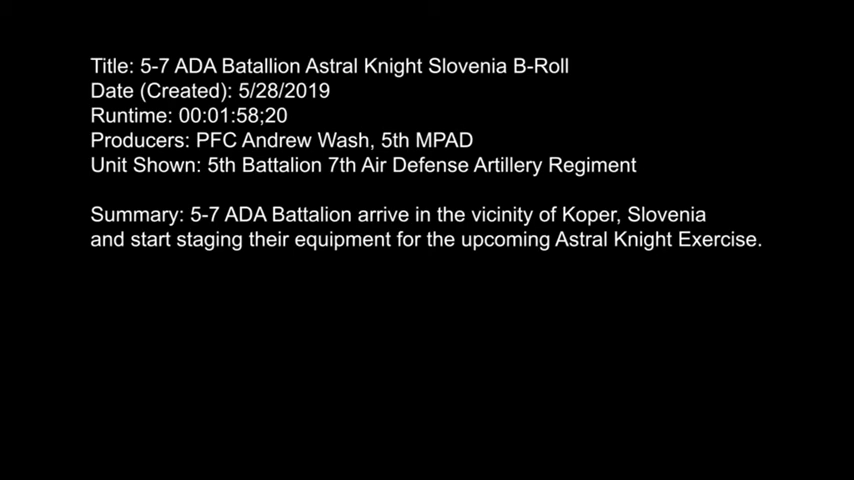 Title: 5-7 ADA Batallion Astral Knight Slovenia B-Roll
Date (Created): 5/28/2019
Runtime: 00:01:58;20
Producers: PFC Andrew Wash, 5th MPAD
Unit Shown: 5th Battalion 7th Air Defense Artillery Regiment
Summary: 5-7 ADA Battalion arrive in the vicinity of Koper, Slovenia
and start staging their equipment for the upcoming Astral Knight Exercise.